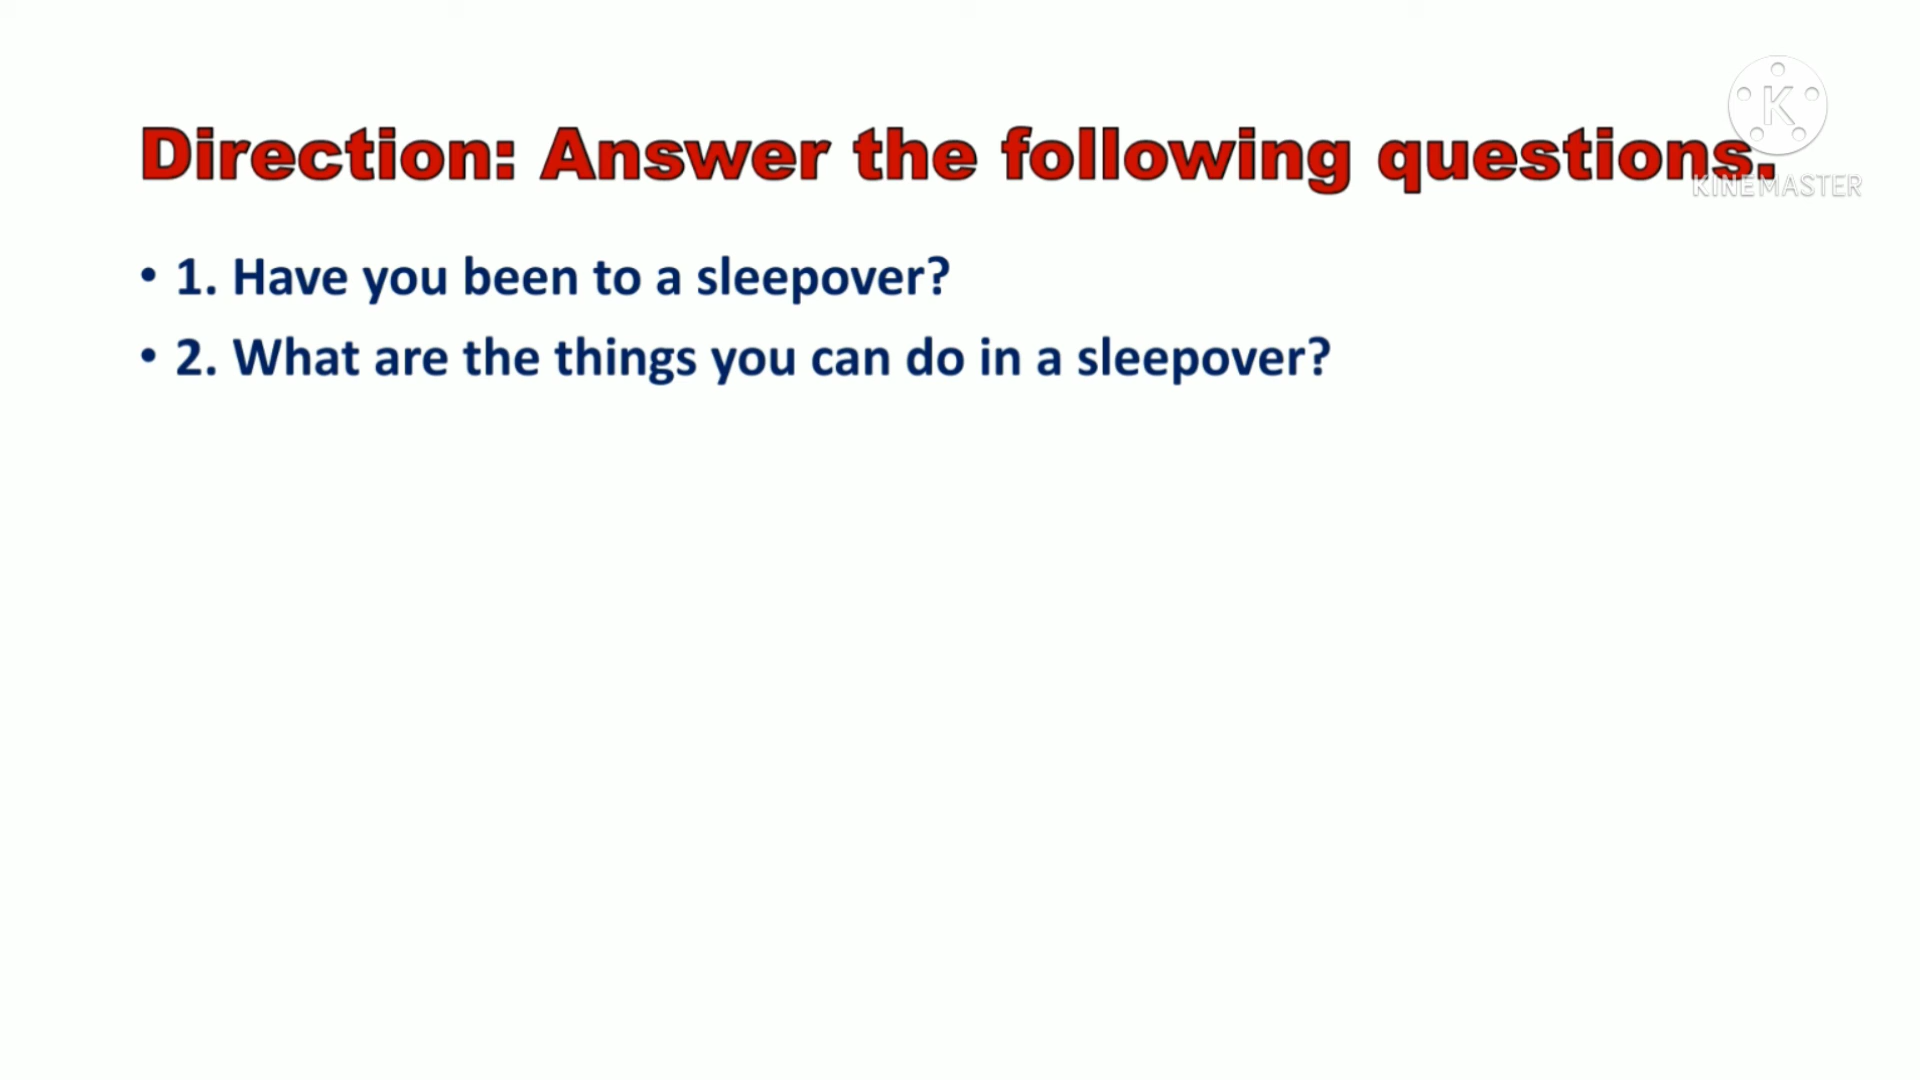 K
Direction: Answer the following questions.
KINEMASTER
• 1. Have you been to a sleepover?
• 2. What are the things you can do in a sleepover?